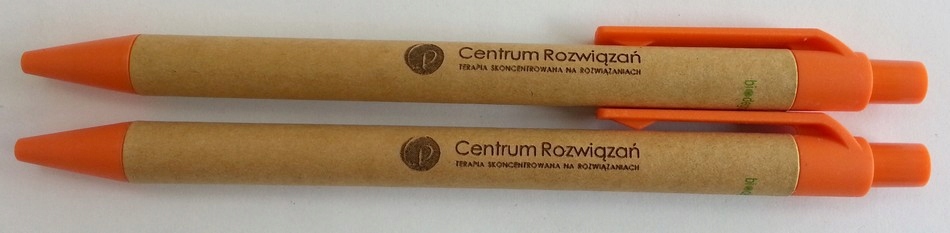 Centrum Rozwiązań
TERAPIA SKONCENTROWANA NA ROZWIĄZANIACH
Centrum Rozwiązań
TERAPIA SKONCENTROWANA NA ROZWIĄZANIACH